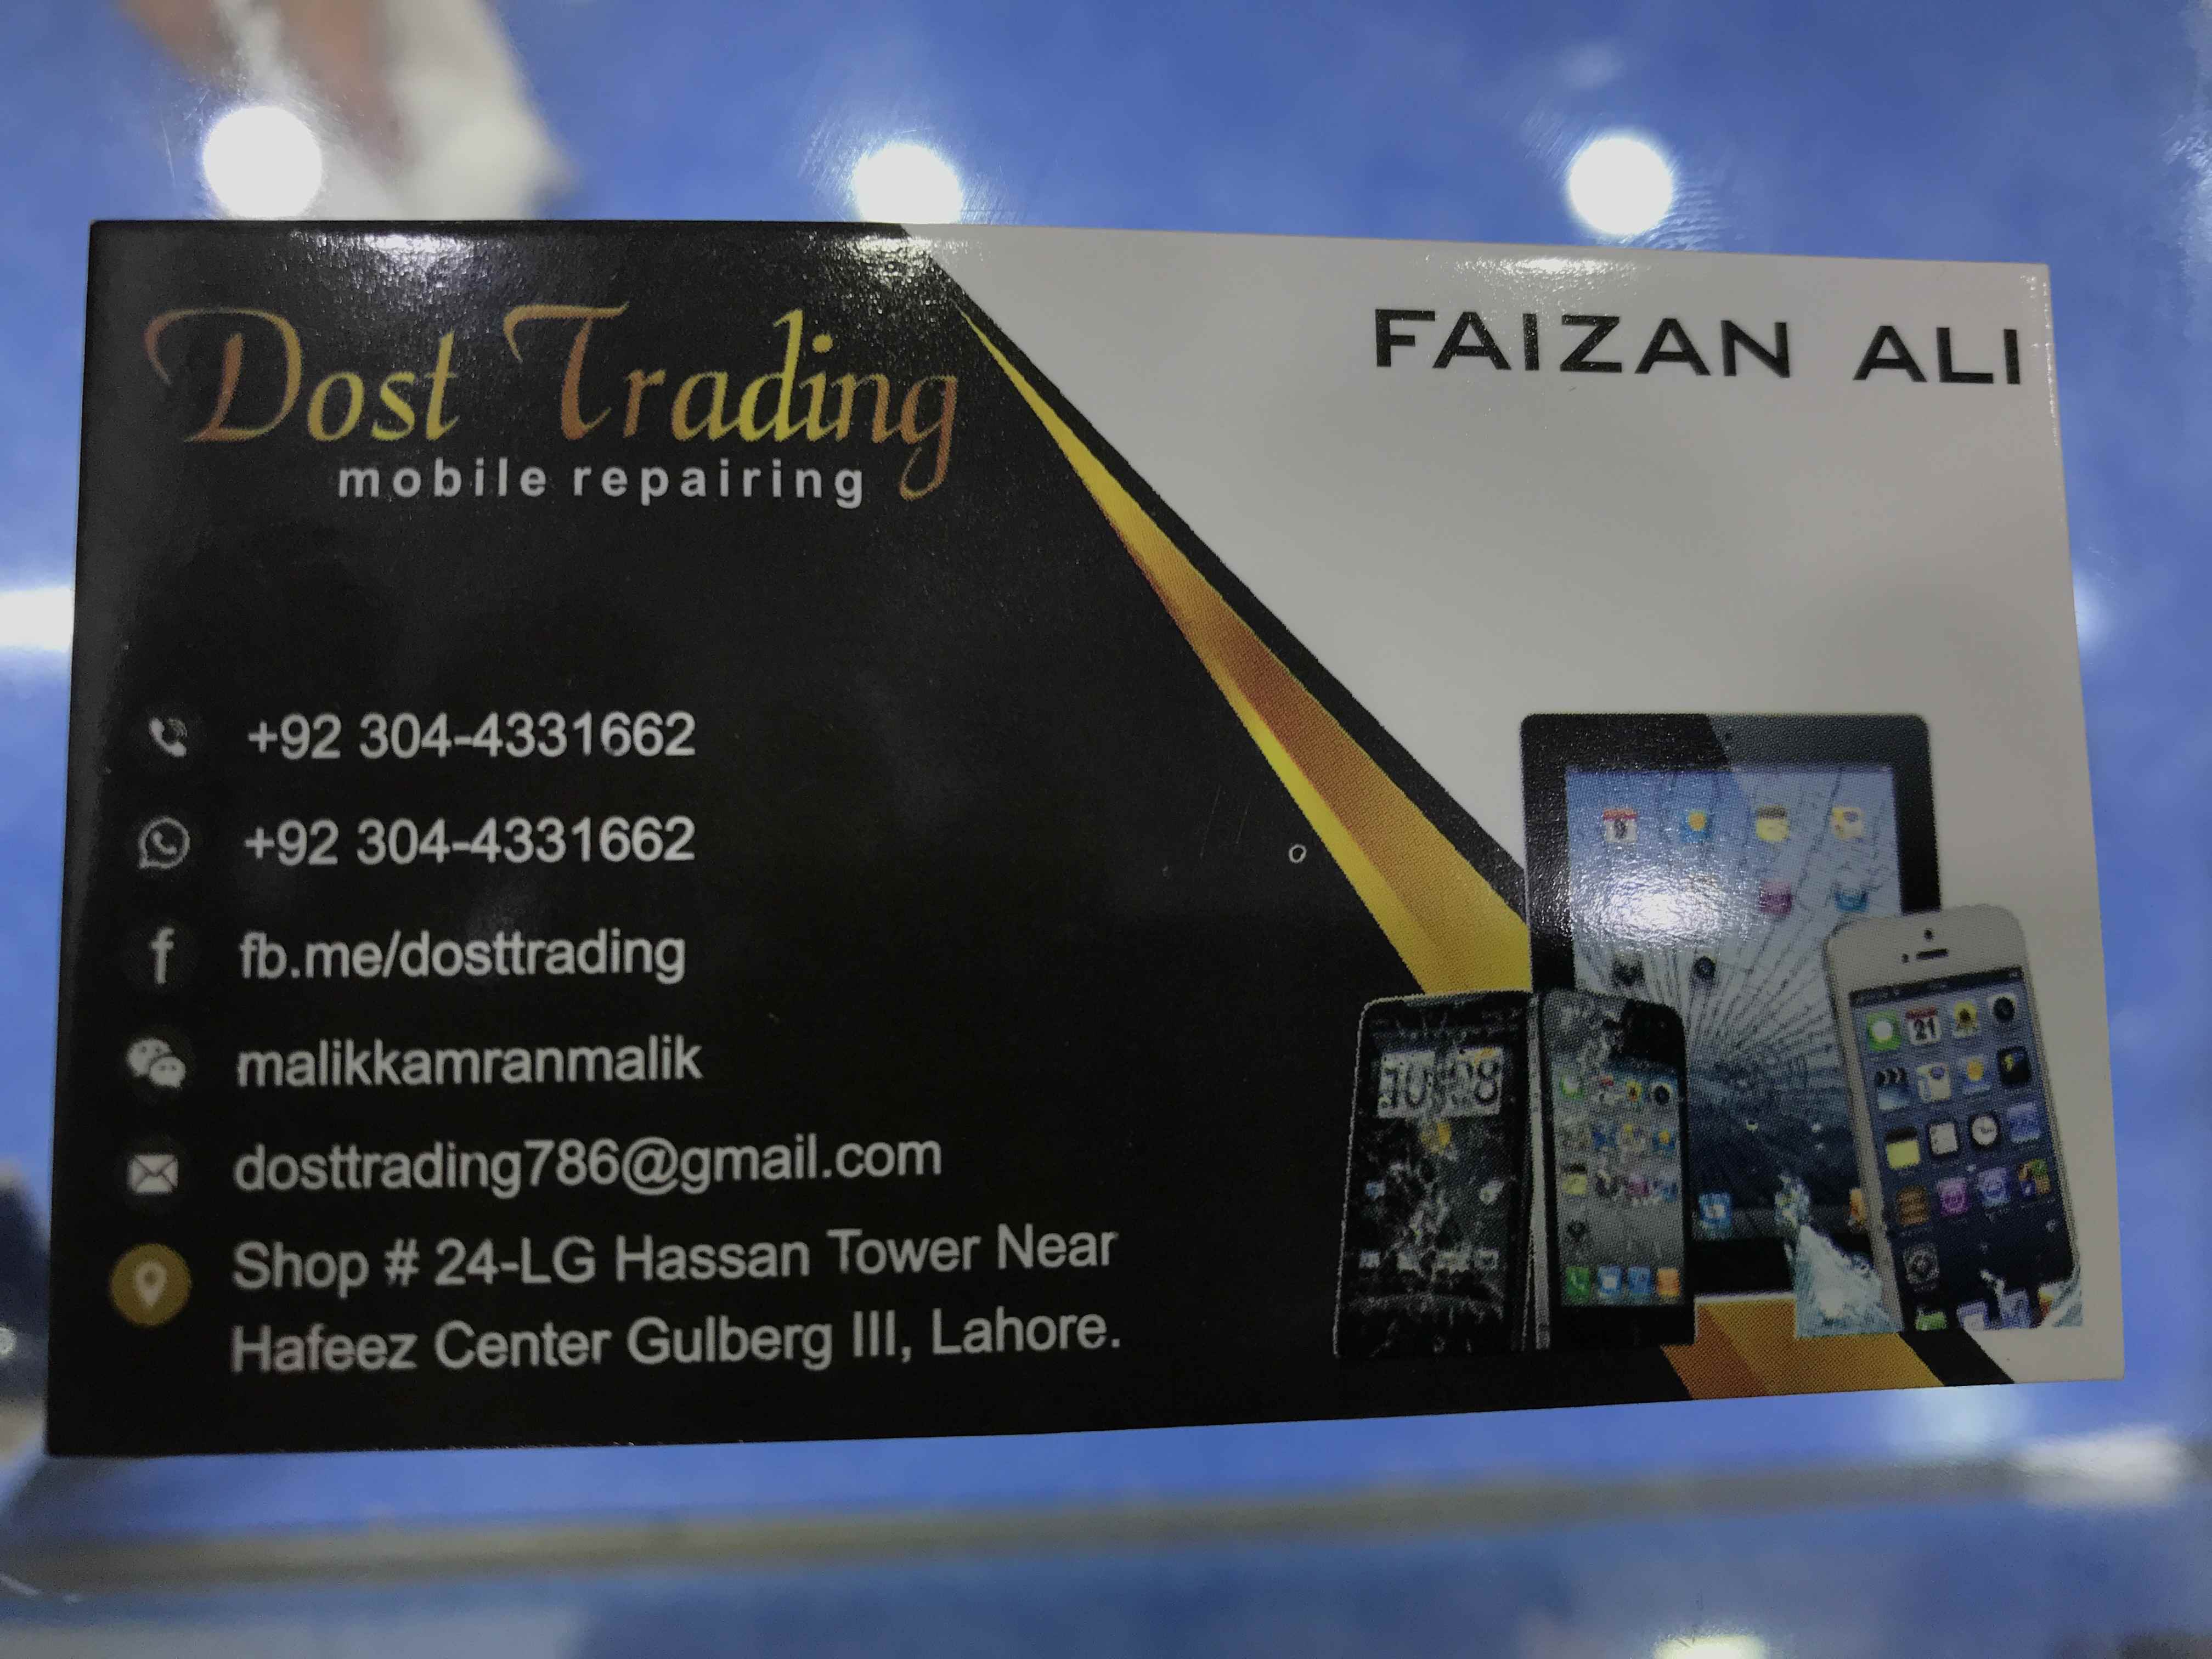 Dost Trading
mobile repairing
FAIZAN ALI
+92 304-4331662
+92 304-4331662
fb.me/dosttrading
malikkamranmalik
dosttrading786@gmail.com
Shop # 24-LG Hassan Tower Near
Hafeez Center Gulberg III, Lahore.